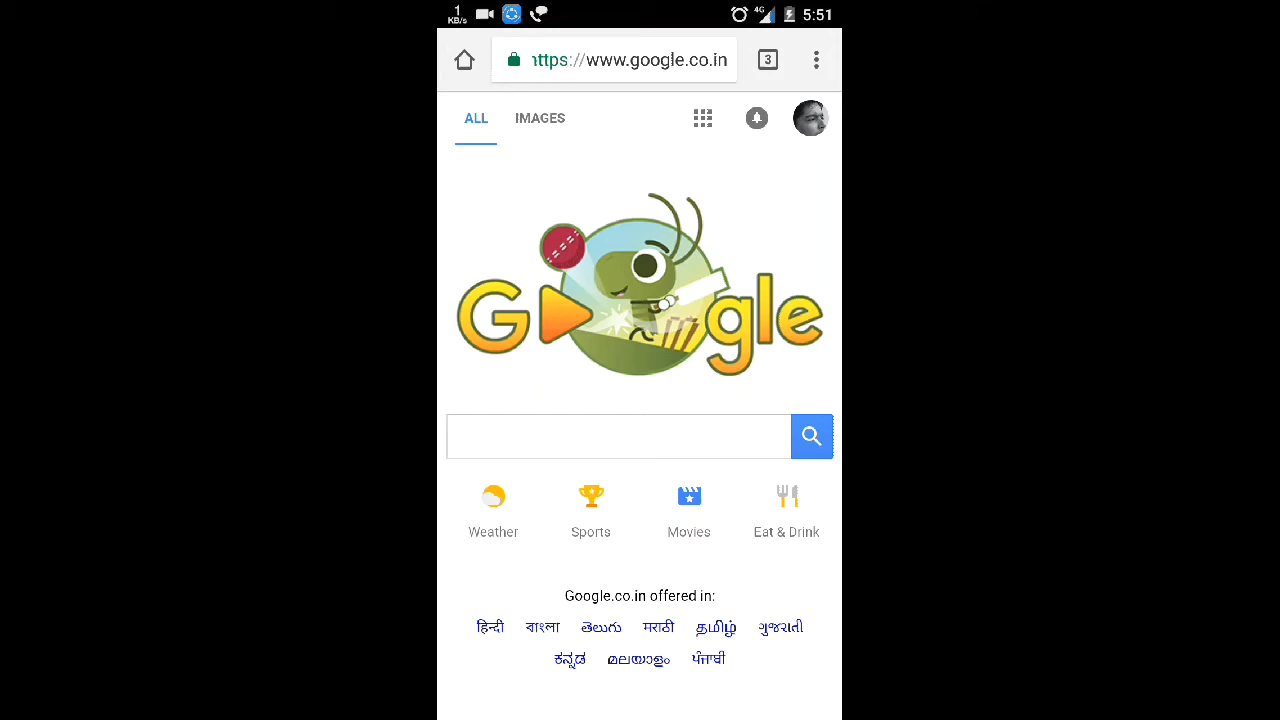 1 KB/s 4G 5:51
https://www.google.co.in 3
ALL IMAGES
Google
Weather Sports Movies Eat & Drink
Google.co.in offered in:
हिन्दी বাংলা తెలుగు मराठी தமிழ் ગુજરાતી
ಕನ್ನಡ മലയാളം ਪੰਜਾਬੀ